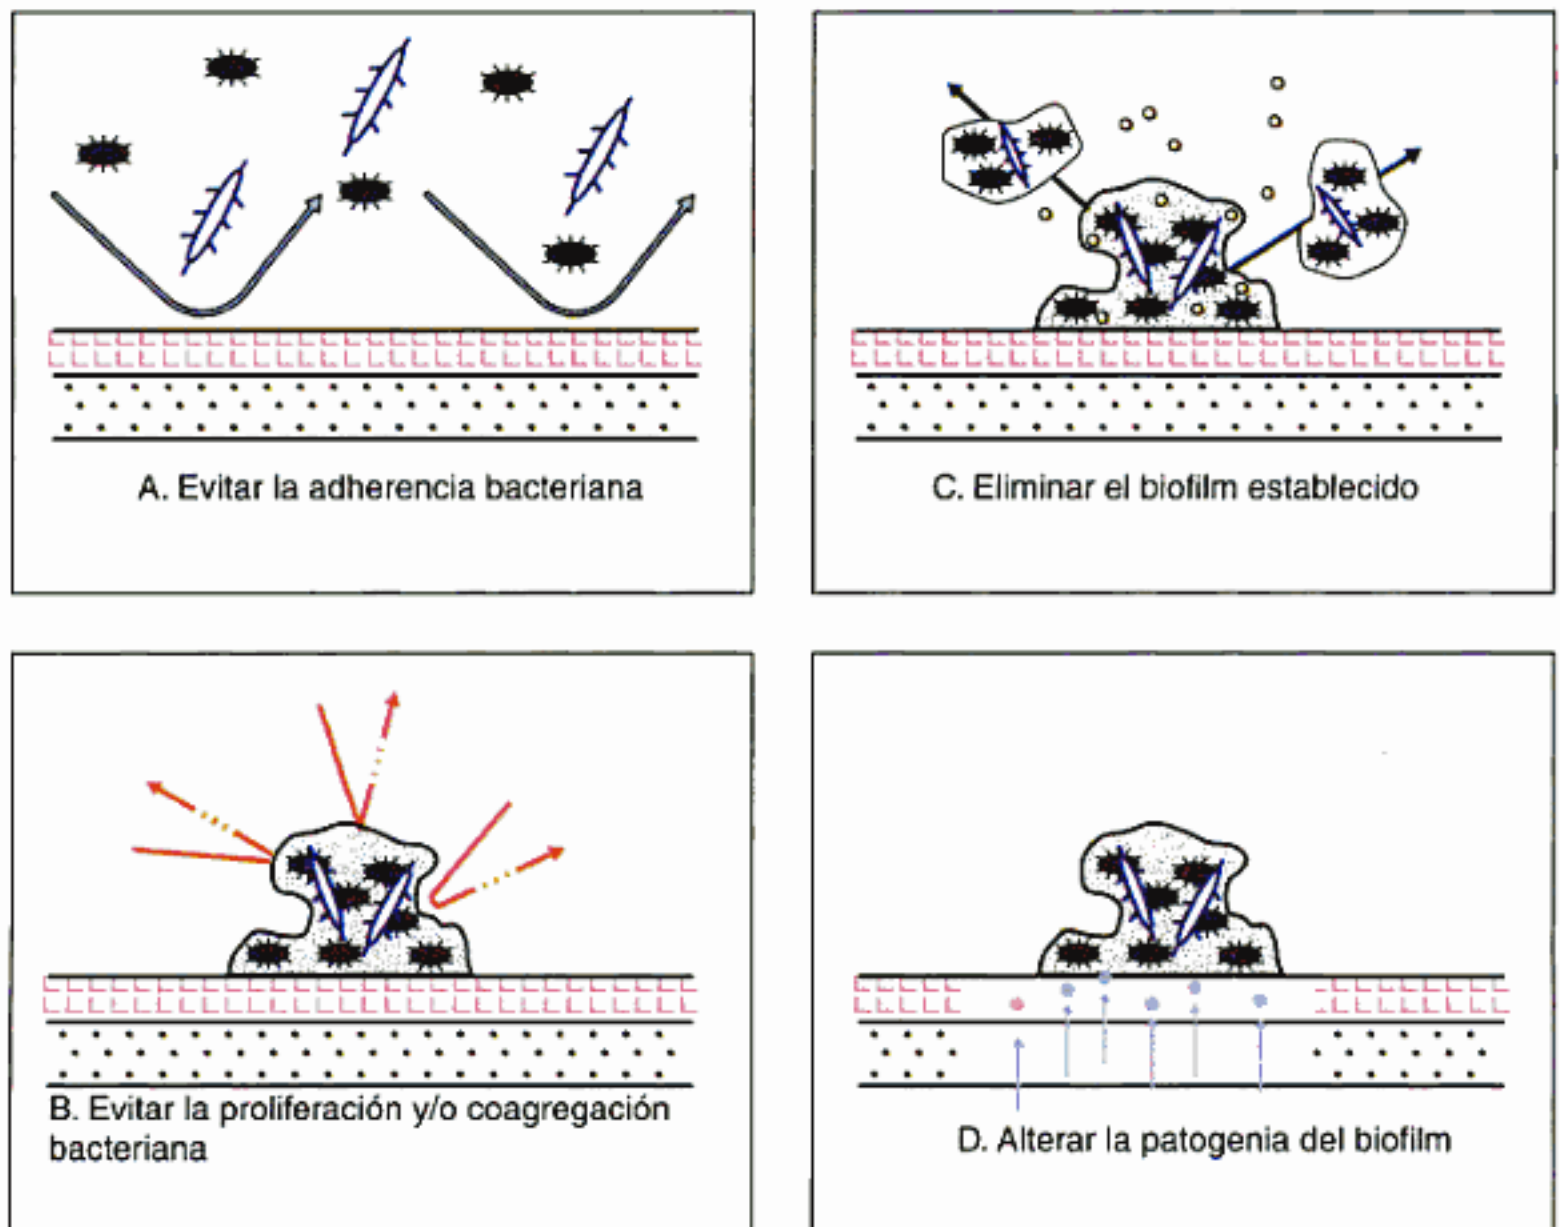 A. Evitar la adherencia bacteriana
C. Eliminar el biofilm establecido
B. Evitar la proliferación y/o coagregación
bacteriana
D. Alterar la patogenia del biofilm